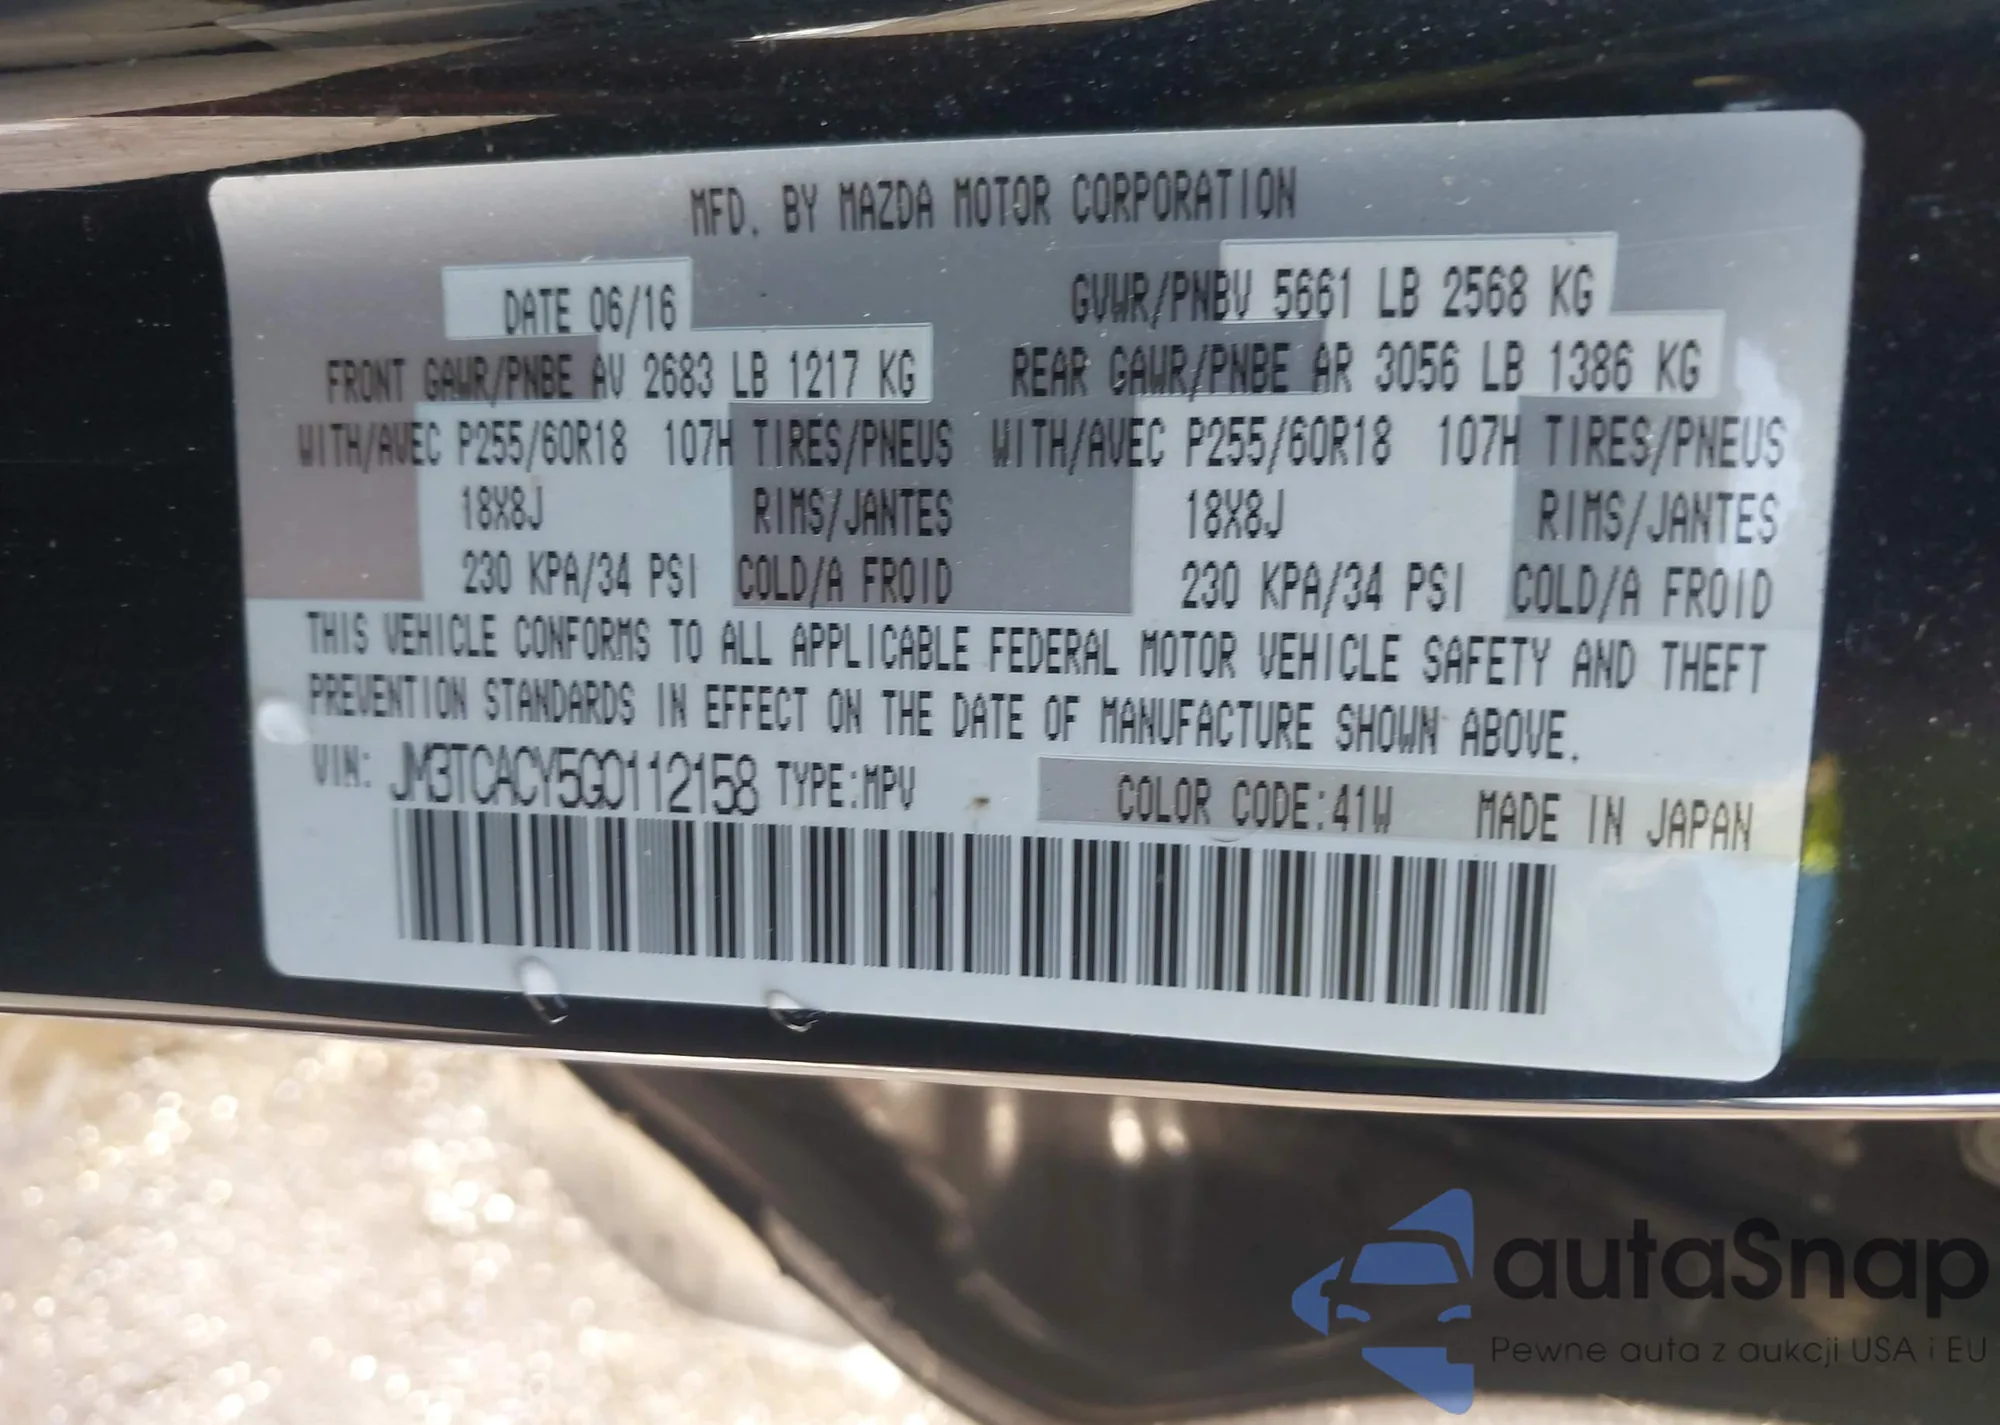 MFD. BY MAZDA MOTOR CORPORATION
DATE 06/16 GVWR/PNBV 5661 LB 2568 KG
FRONT GAWR/PNBE AV 2683 LB 1217 KG REAR GAWR/PNBE AR 3056 LB 1386 KG
WITH/AVEC P255/60R18 107H TIRES/PNEUS WITH/AVEC P255/60R18 107H TIRES/PNEUS
18X8J RIMS/JANTES 18X8J RIMS/JANTES
230 KPA/34 PSI COLD/A FROID 230 KPA/34 PSI COLD/A FROID
THIS VEHICLE CONFORMS TO ALL APPLICABLE FEDERAL MOTOR VEHICLE SAFETY AND THEFT
PREVENTION STANDARDS IN EFFECT ON THE DATE OF MANUFACTURE SHOWN ABOVE.
VIN: JM3TCACY5G0112158 TYPE:MPV COLOR CODE:41W MADE IN JAPAN
autaSnap
Pewne auta z aukcji USA i EU